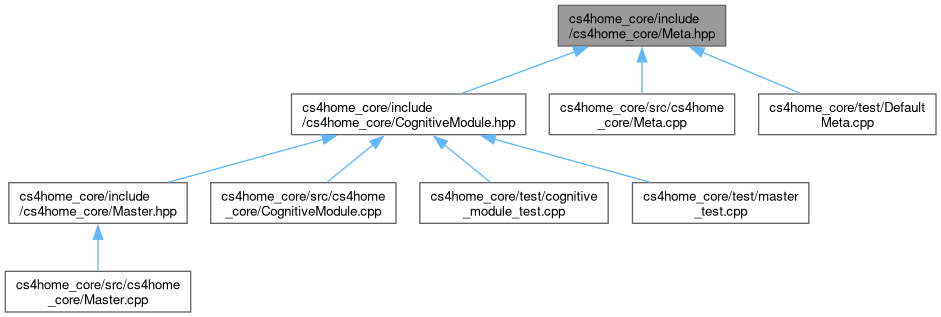 cs4home_core/include
/cs4home_core/Meta.hpp
cs4home_core/include
/cs4home_core/CognitiveModule.hpp
cs4home_core/src/cs4home
_core/Meta.cpp
cs4home_core/test/Default
Meta.cpp
cs4home_core/include
/cs4home_core/Master.hpp
cs4home_core/src/cs4home
_core/CognitiveModule.cpp
cs4home_core/test/cognitive
_module_test.cpp
cs4home_core/test/master
_test.cpp
cs4home_core/src/cs4home
_core/Master.cpp